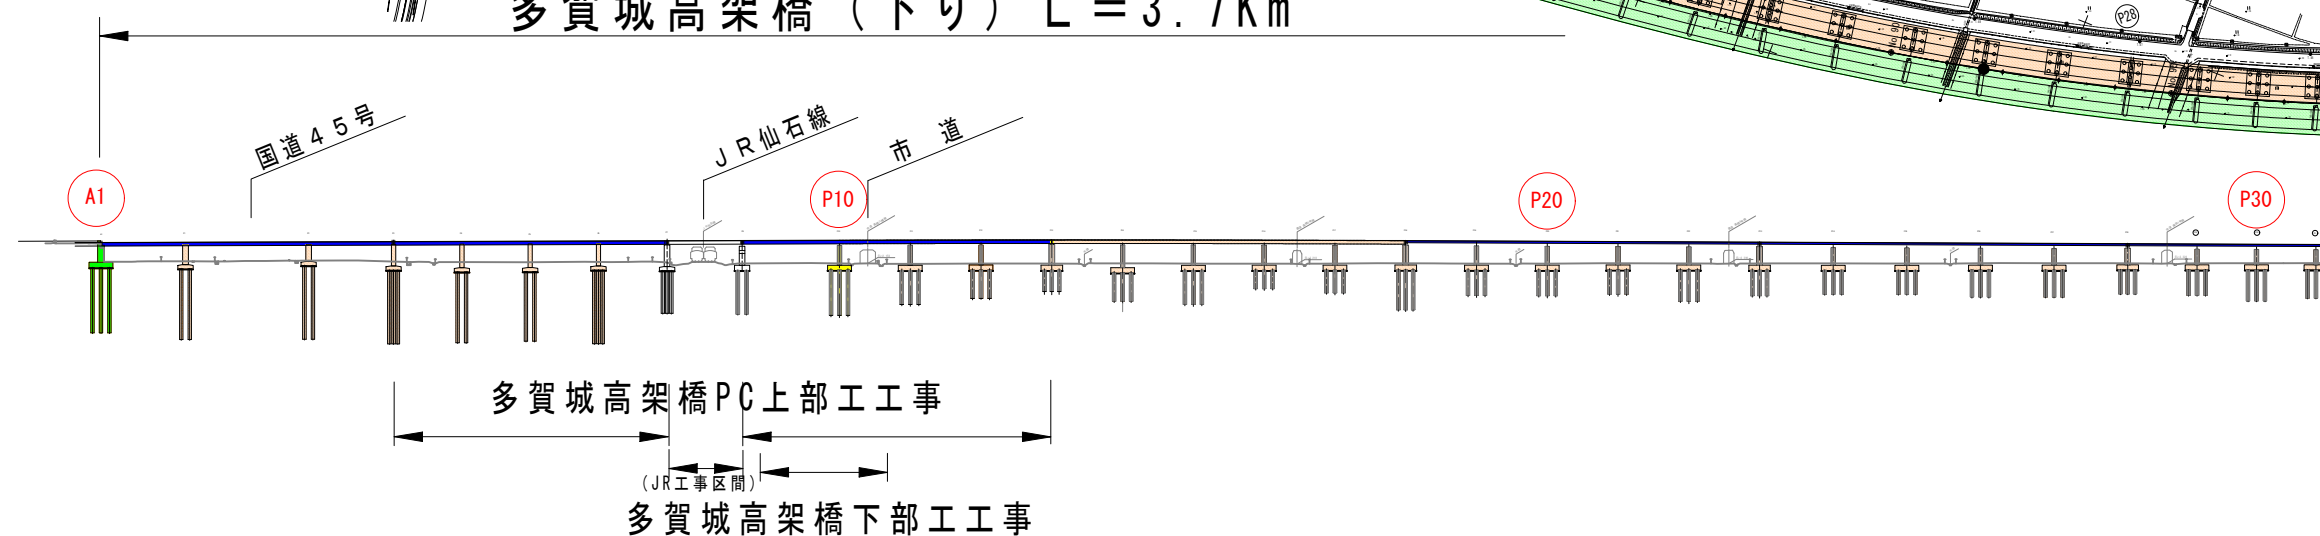 多賀城高架橋（下り）L＝3.7Km
P28
国道４５号
ＪＲ仙石線
市道
A1
P10
P20
P30
多賀城高架橋PC上部工工事
（JR工事区間）
多賀城高架橋下部工工事